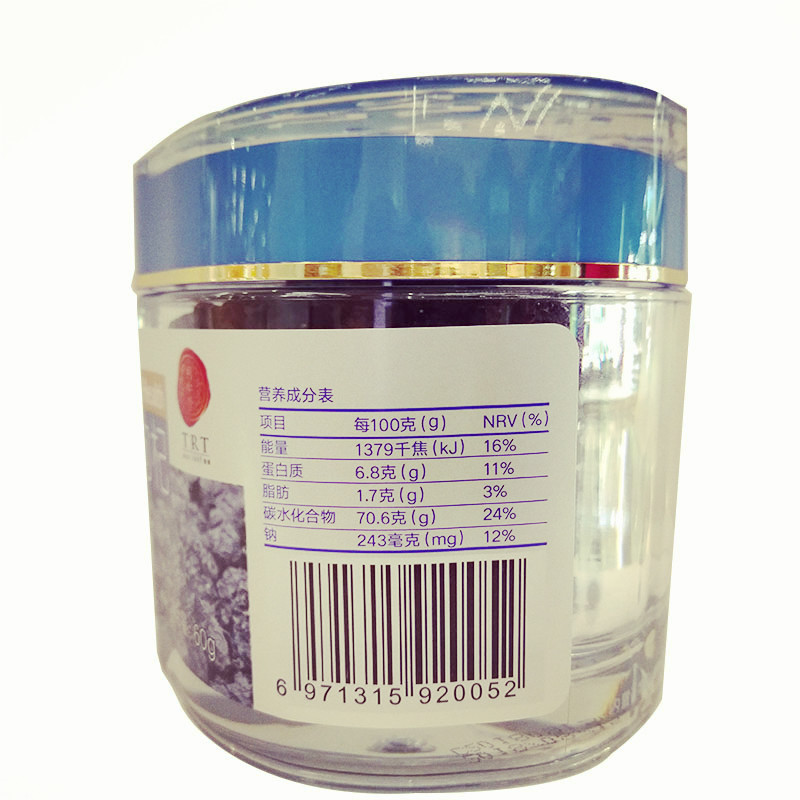 TRT
60g
营养成分表
项目 每100克(g) NRV(%)
能量 1379千焦(kJ) 16%
蛋白质 6.8克(g) 11%
脂肪 1.7克(g) 3%
碳水化合物 70.6克(g) 24%
钠 243毫克(mg) 12%
6 971315 920052